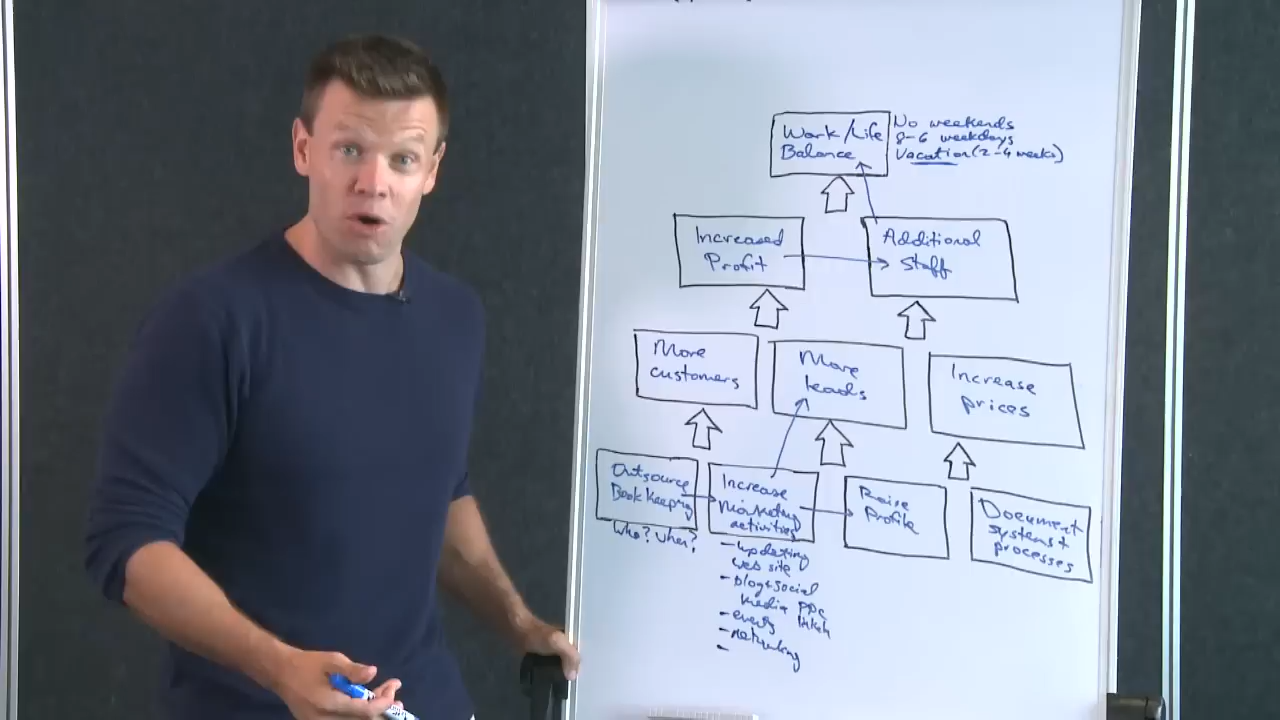 Work/Life
Balance
No weekends
8-6 weekdays
Vacation (2-4 weeks)
Increased
Profit
Additional
Staff
More
customers
More
leads
Increase
prices
Outsource
Book Keeping
Who? When?
Increase
Marketing
activities
- updating
web site
- blog + social
media PPC
- events
- networking
-
Raise
Profile
Document
systems +
processes